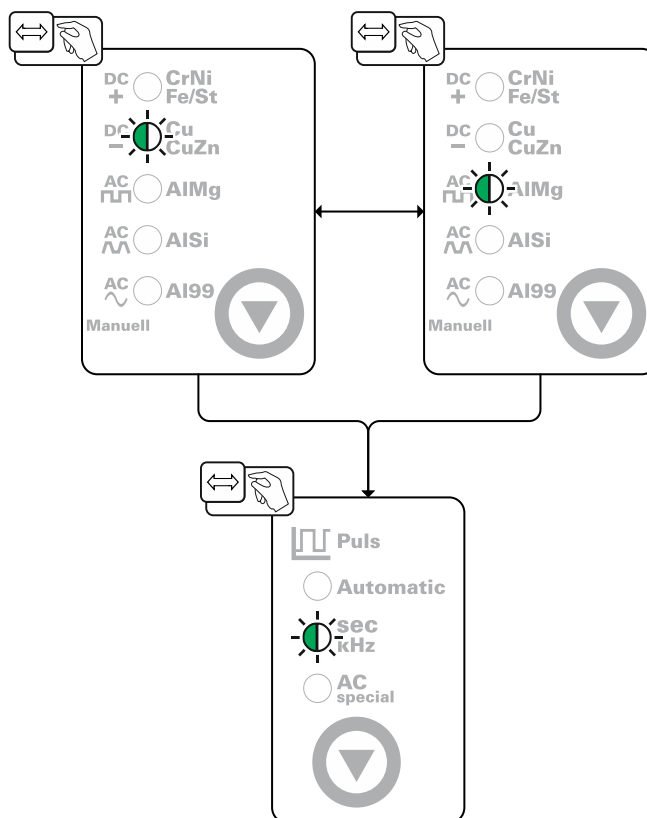 DC CrNi
+ Fe/St
DC Cu
− CuZn
AC AlMg
AC AlSi
AC Al99
Manuell
DC CrNi
+ Fe/St
DC Cu
− CuZn
AC AlMg
AC AlSi
AC Al99
Manuell
Puls
Automatic
sec
kHz
AC
special